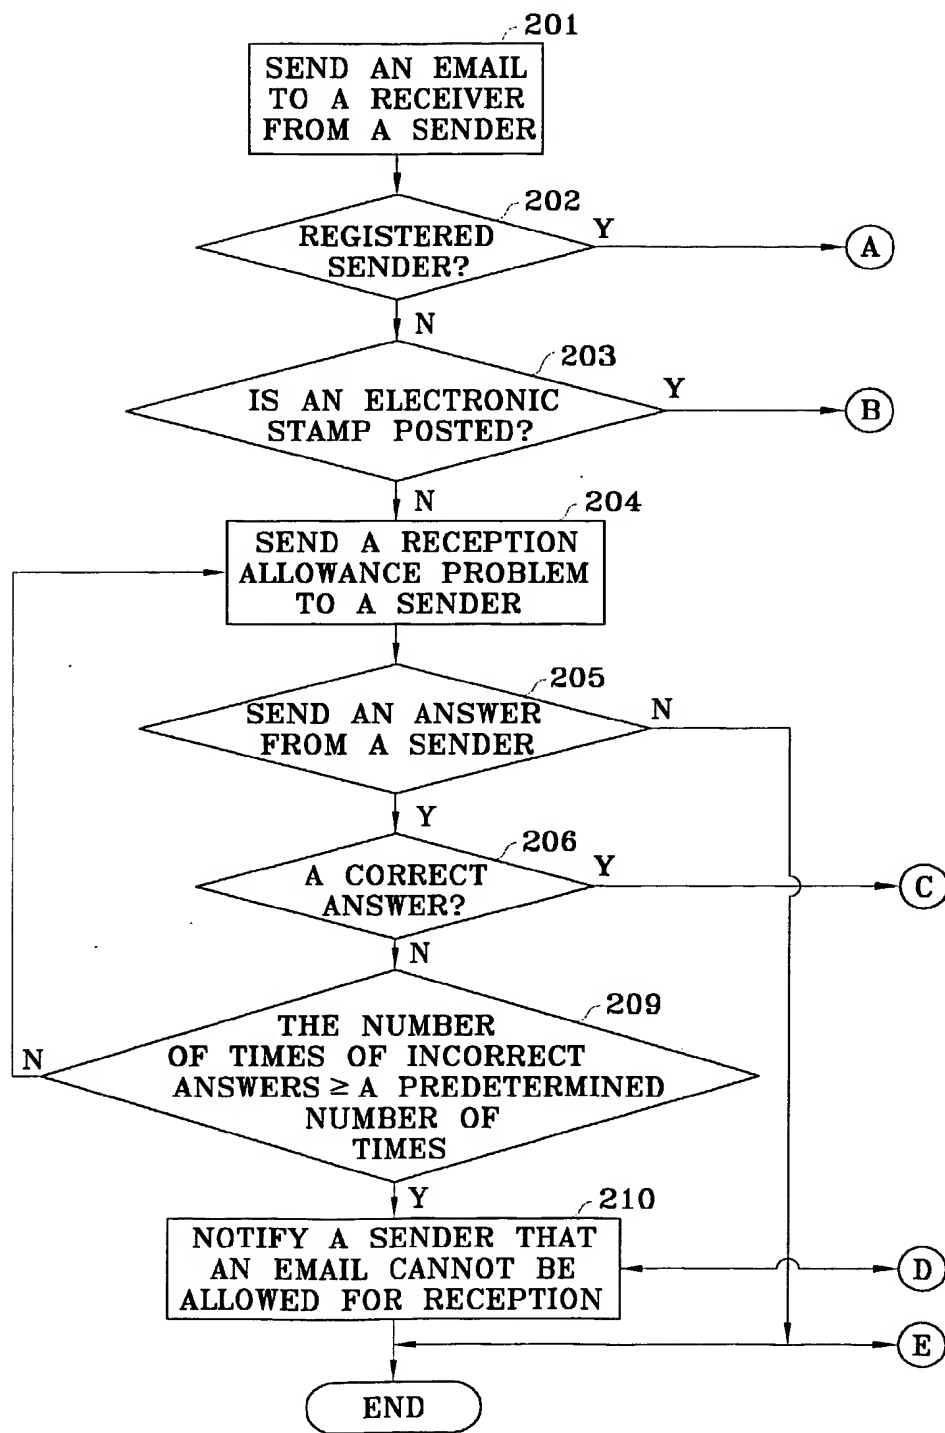 201
SEND AN EMAIL
TO A RECEIVER
FROM A SENDER
202
REGISTERED
SENDER?
Y
A
N
203
IS AN ELECTRONIC
STAMP POSTED?
Y
B
N
204
SEND A RECEPTION
ALLOWANCE PROBLEM
TO A SENDER
205
SEND AN ANSWER
FROM A SENDER
N
Y
206
A CORRECT
ANSWER?
Y
C
N
209
THE NUMBER
OF TIMES OF INCORRECT
ANSWERS ≥ A PREDETERMINED
NUMBER OF
TIMES
N
Y
210
NOTIFY A SENDER THAT
AN EMAIL CANNOT BE
ALLOWED FOR RECEPTION
D
E
END